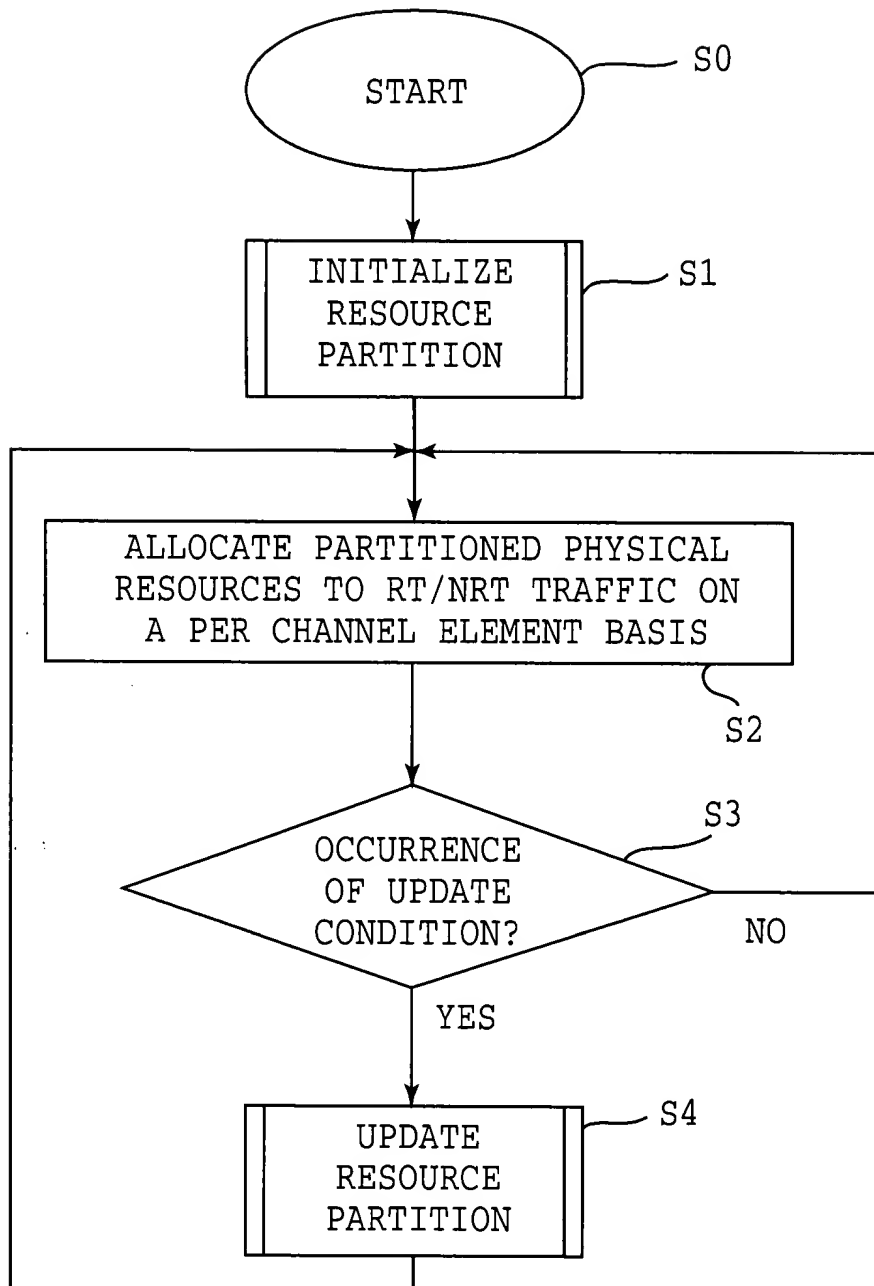 START
S0
INITIALIZE
RESOURCE
PARTITION
S1
ALLOCATE PARTITIONED PHYSICAL
RESOURCES TO RT/NRT TRAFFIC ON
A PER CHANNEL ELEMENT BASIS
S2
OCCURRENCE
OF UPDATE
CONDITION?
S3
NO
YES
UPDATE
RESOURCE
PARTITION
S4